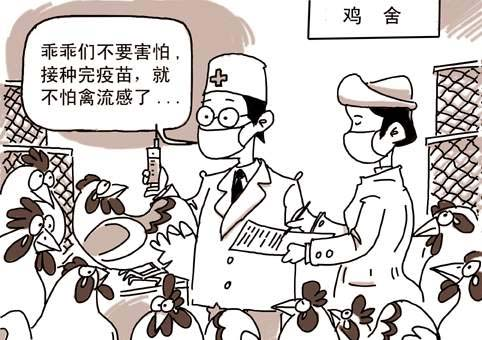 鸡 舍
乖乖们不要害怕,
接种完疫苗，就
不怕禽流感了 . . .